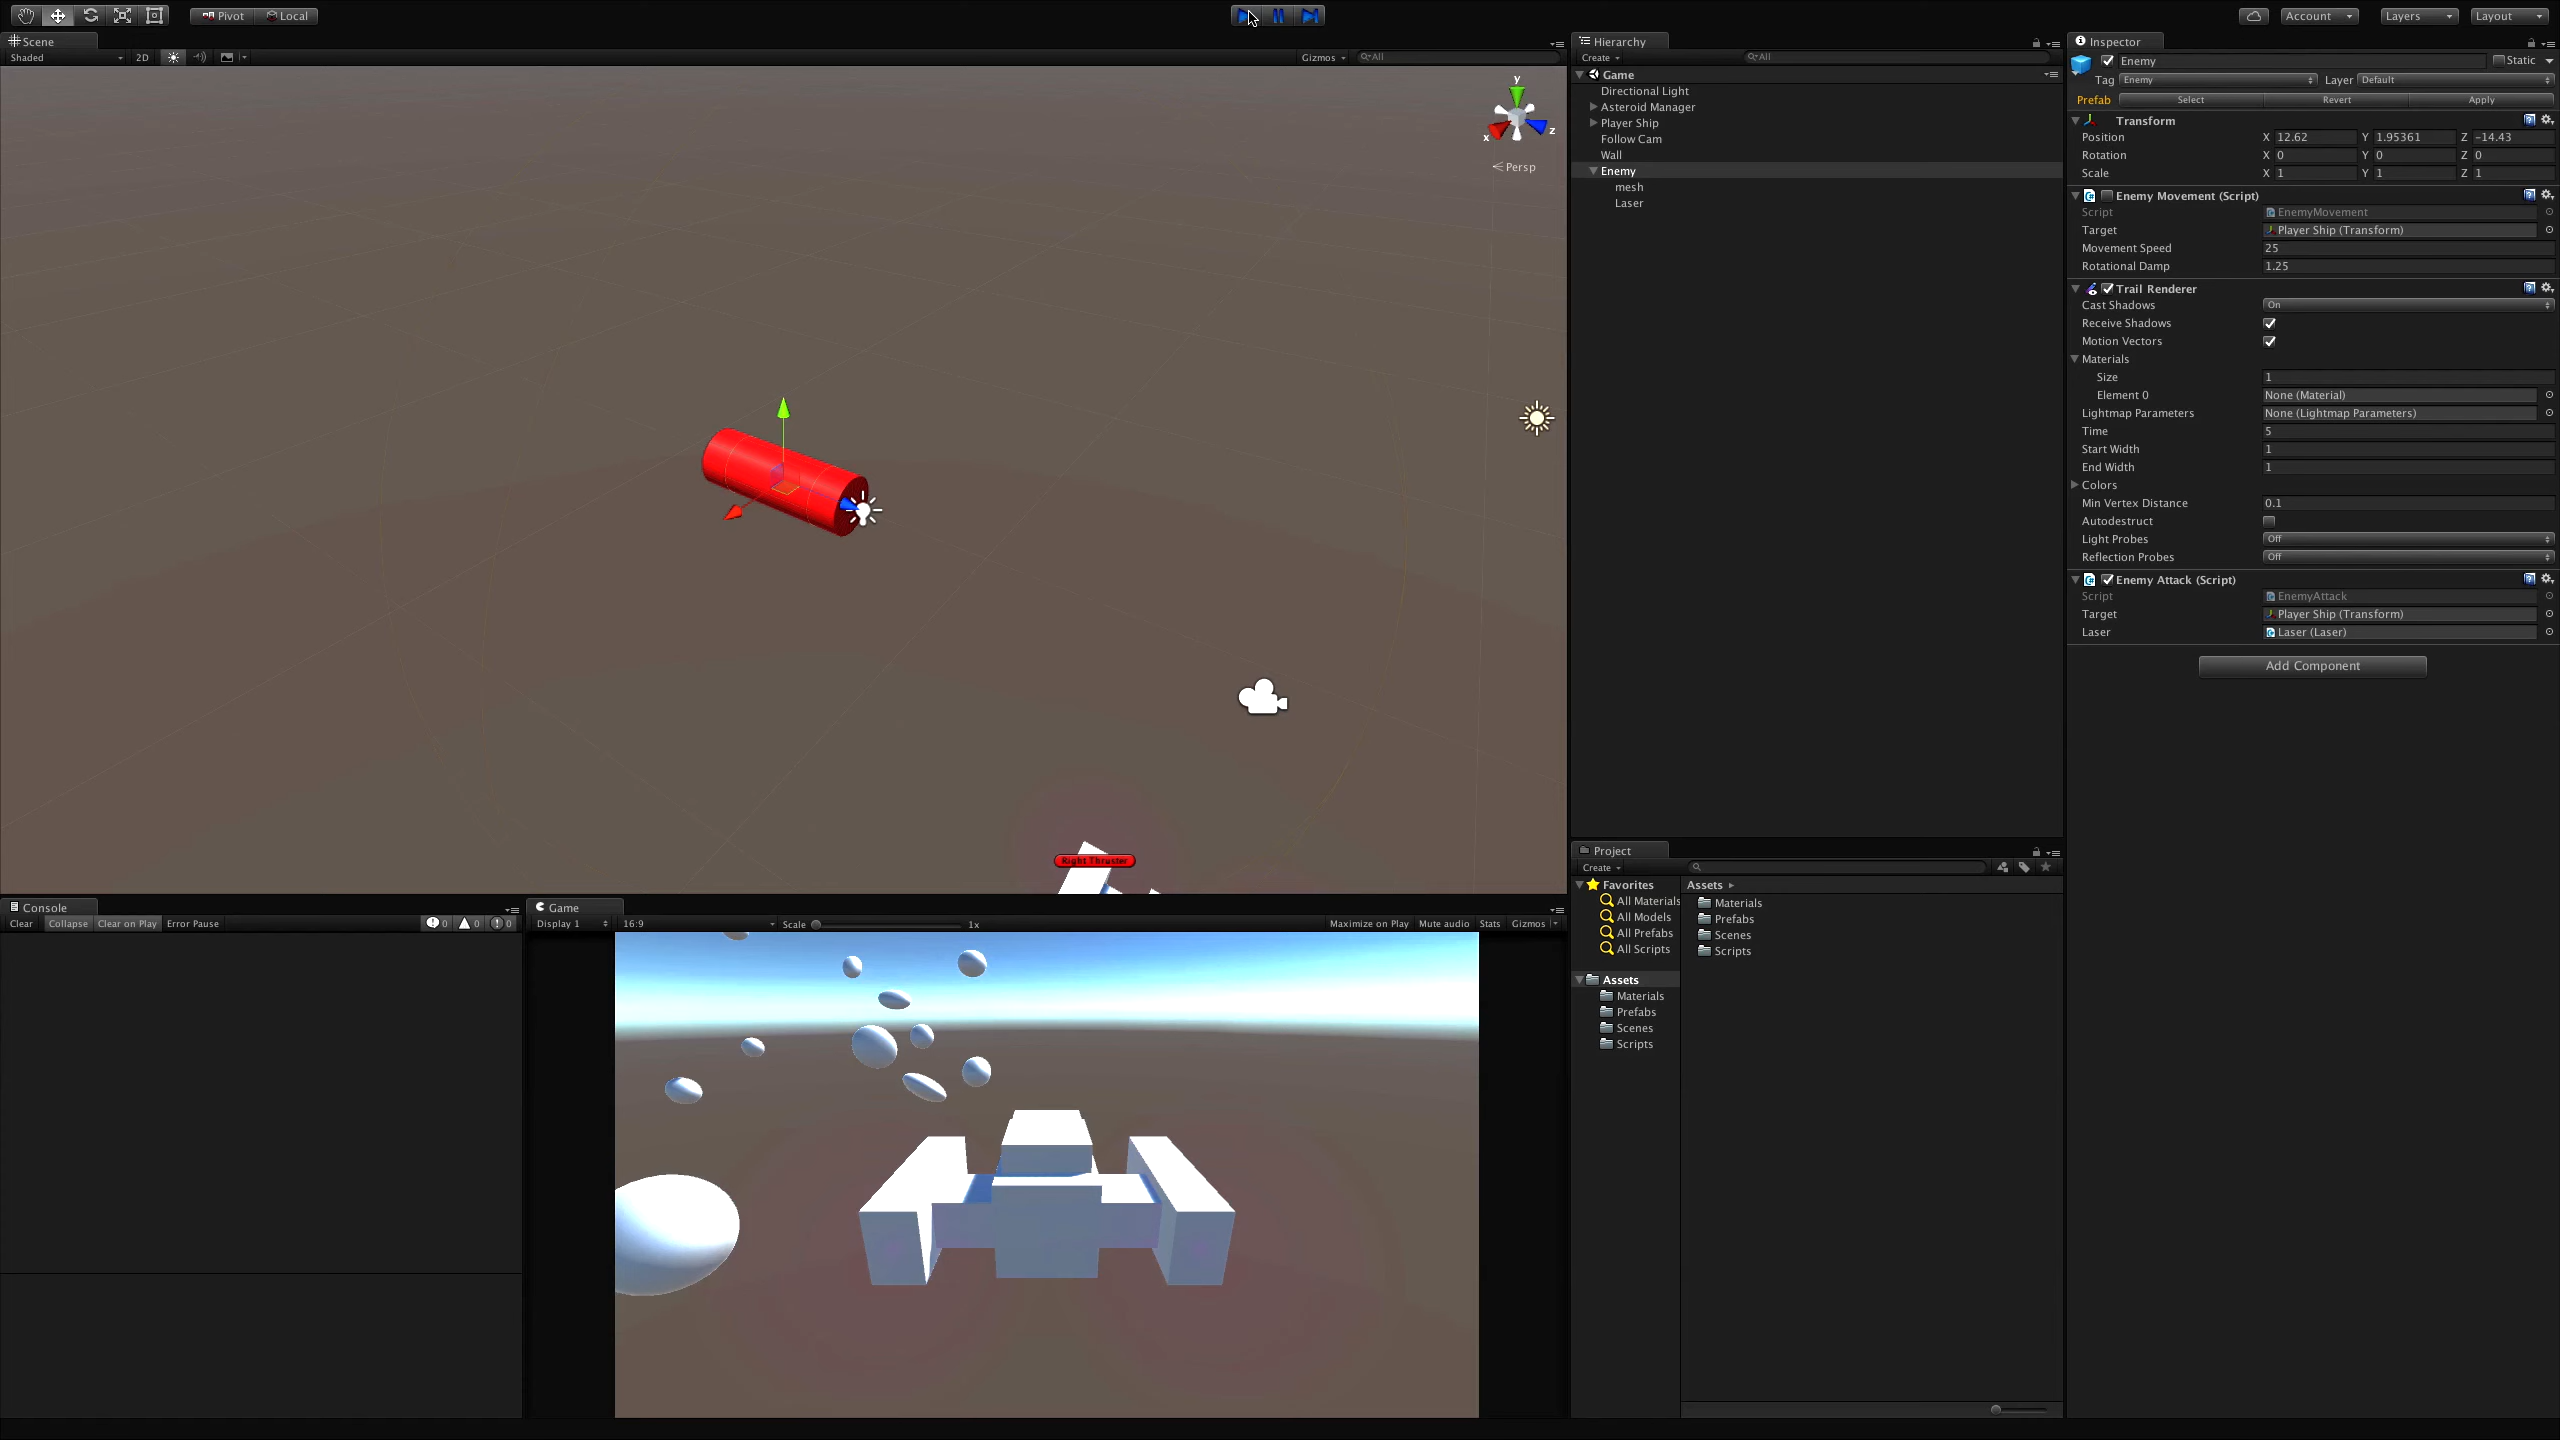 Pivot Local Account Layers Layout
Scene
Shaded 2D Gizmos All
y
x z
Persp
Right Thruster
Console
Clear Collapse Clear on Play Error Pause 0 0 0
Game
Display 1 16:9 Scale 1x Maximize on Play Mute audio Stats Gizmos
Hierarchy
Create All
Game
Directional Light
Asteroid Manager
Player Ship
Follow Cam
Wall
Enemy
mesh
Laser
Project
Create
Favorites
All Materials
All Models
All Prefabs
All Scripts
Assets
Materials
Prefabs
Scenes
Scripts
Assets
Materials
Prefabs
Scenes
Scripts
Inspector
Enemy Static
Tag Enemy Layer Default
Prefab Select Revert Apply
Transform
Position X 12.62 Y 1.95361 Z -14.43
Rotation X 0 Y 0 Z 0
Scale X 1 Y 1 Z 1
Enemy Movement (Script)
Script EnemyMovement
Target Player Ship (Transform)
Movement Speed 25
Rotational Damp 1.25
Trail Renderer
Cast Shadows On
Receive Shadows
Motion Vectors
Materials
Size 1
Element 0 None (Material)
Lightmap Parameters None (Lightmap Parameters)
Time 5
Start Width 1
End Width 1
Colors
Min Vertex Distance 0.1
Autodestruct
Light Probes Off
Reflection Probes Off
Enemy Attack (Script)
Script EnemyAttack
Target Player Ship (Transform)
Laser Laser (Laser)
Add Component